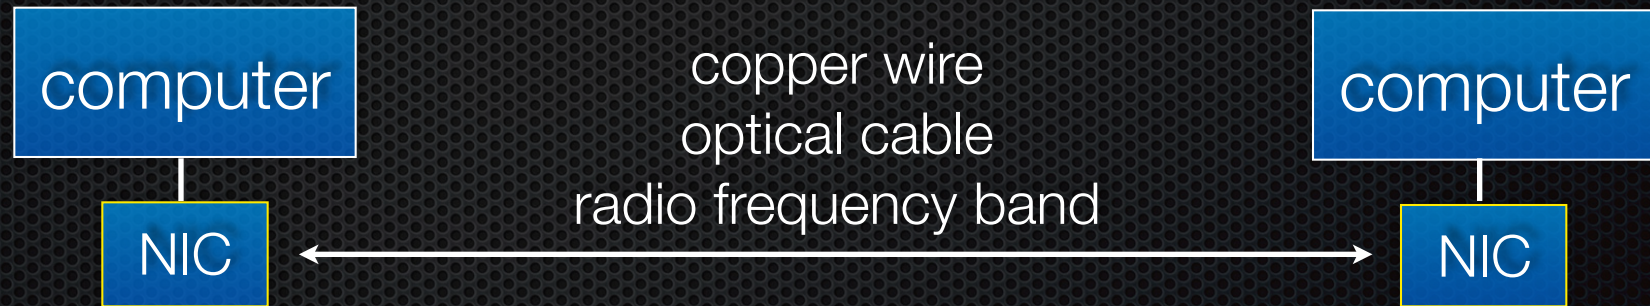 computer
copper wire
optical cable
radio frequency band
computer
NIC
NIC